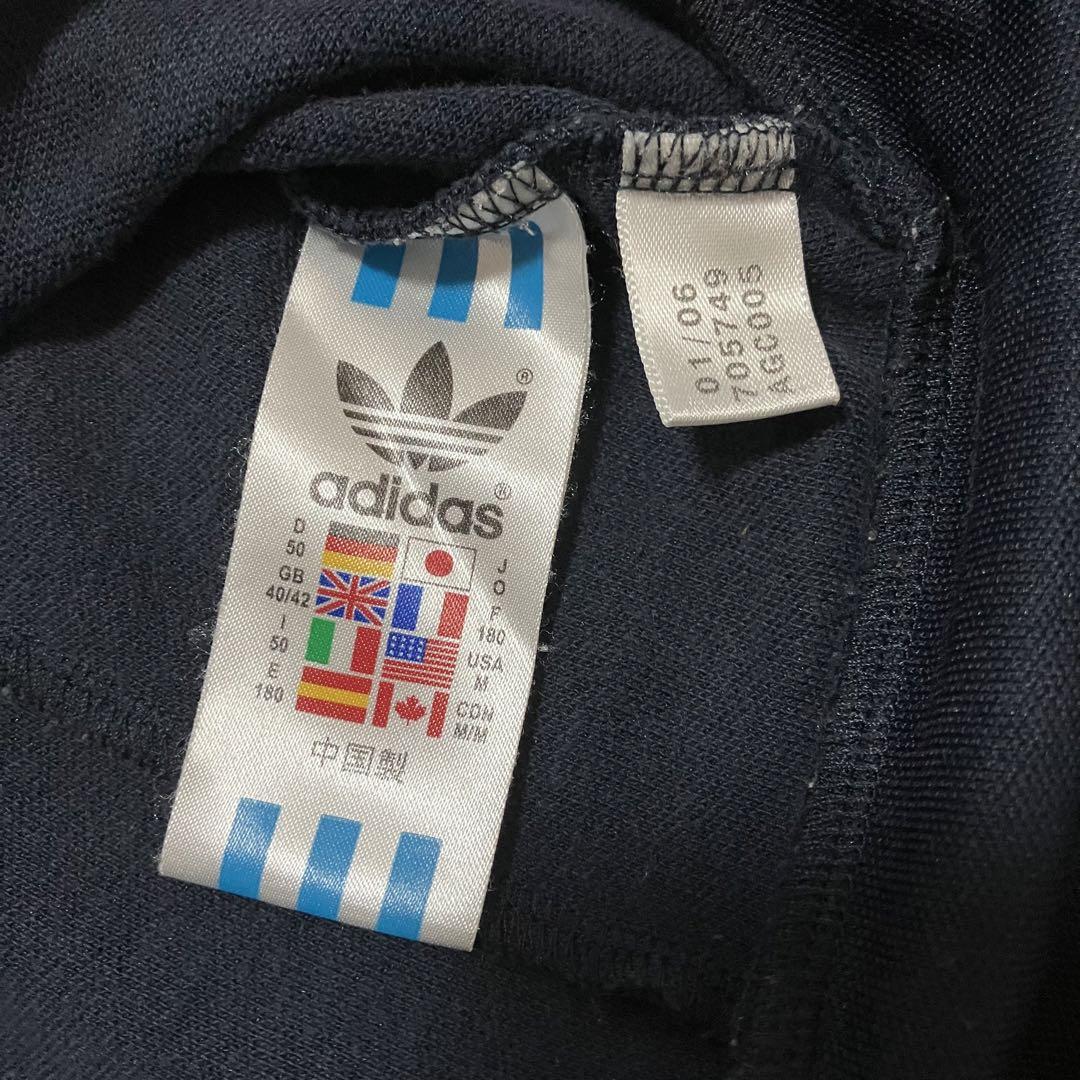 ®
adidas®
D
50
GB
40/42
I
50
E
180
J
O
F
180
USA
M
CDN
M/M
中国製
01/06
705749
AGC005